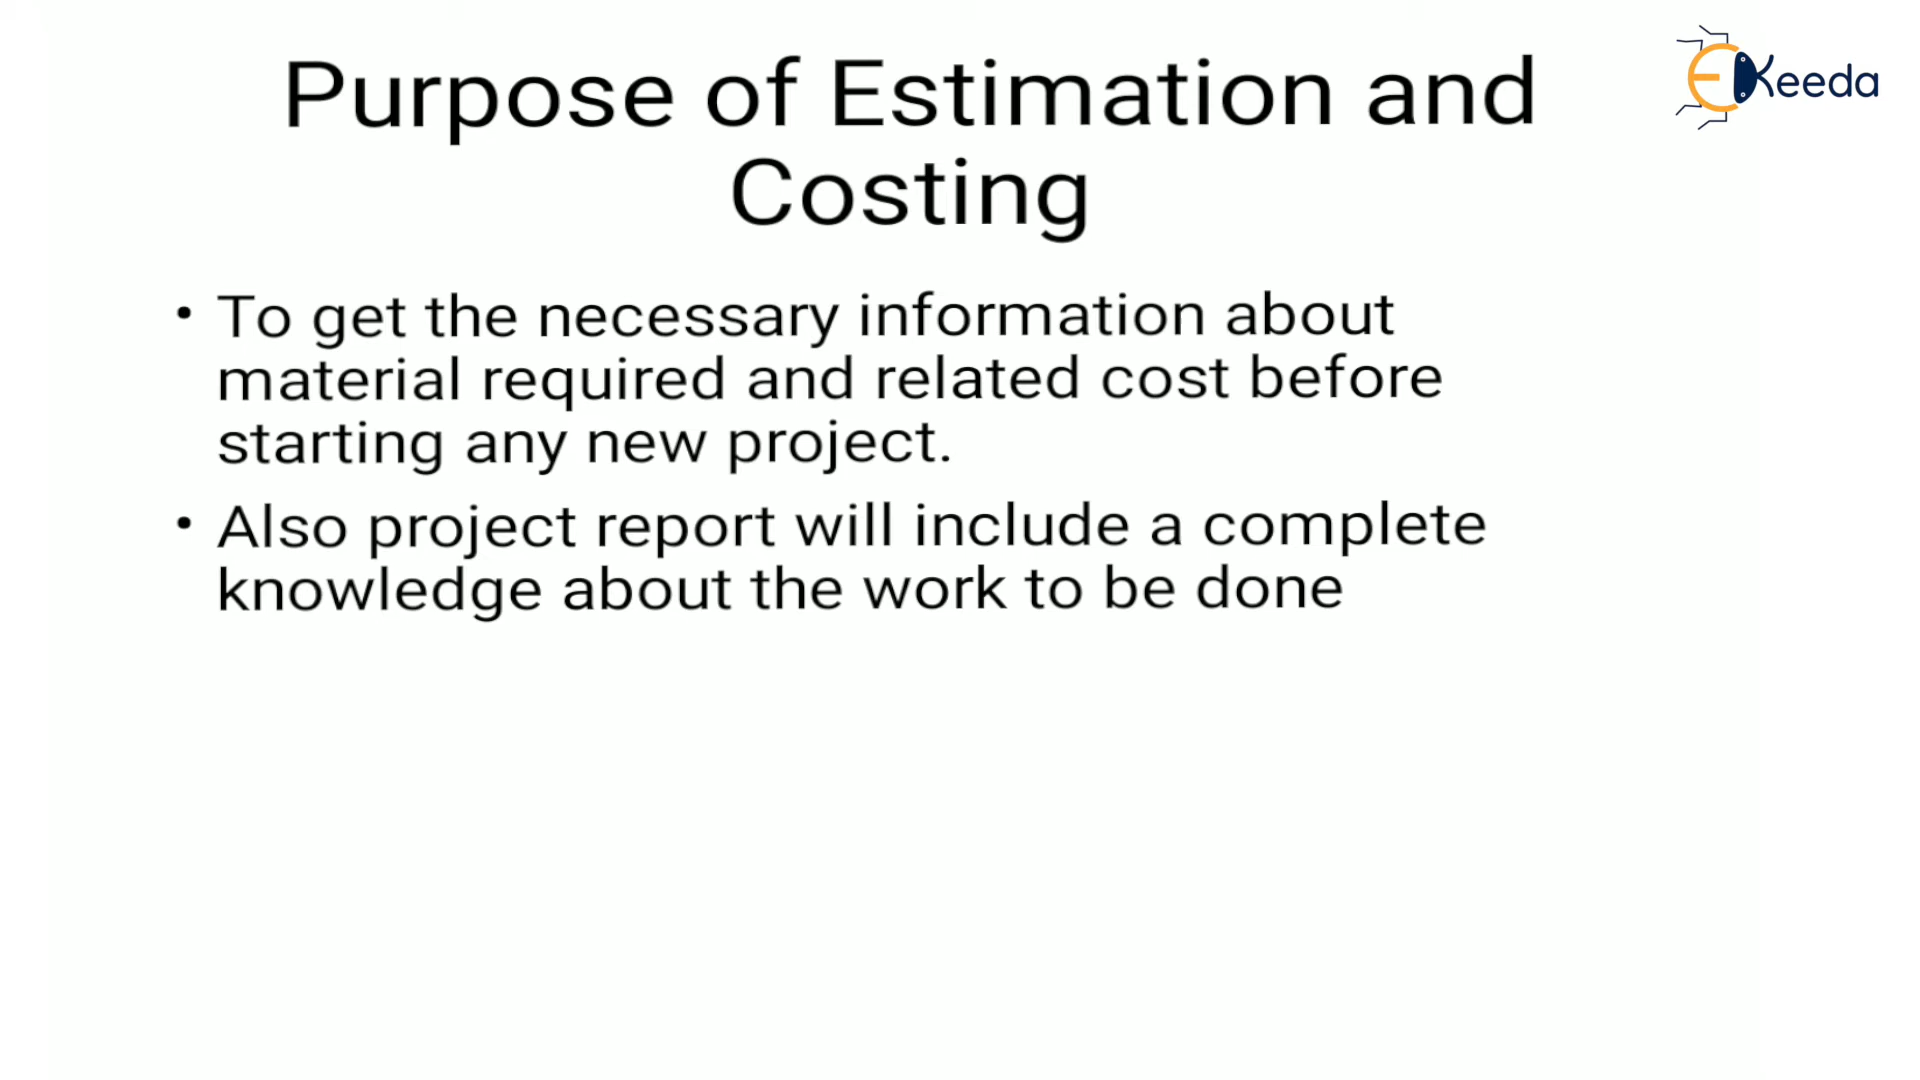 Purpose of Estimation and
Costing
EKeeda
• To get the necessary information about
material required and related cost before
starting any new project.
• Also project report will include a complete
knowledge about the work to be done